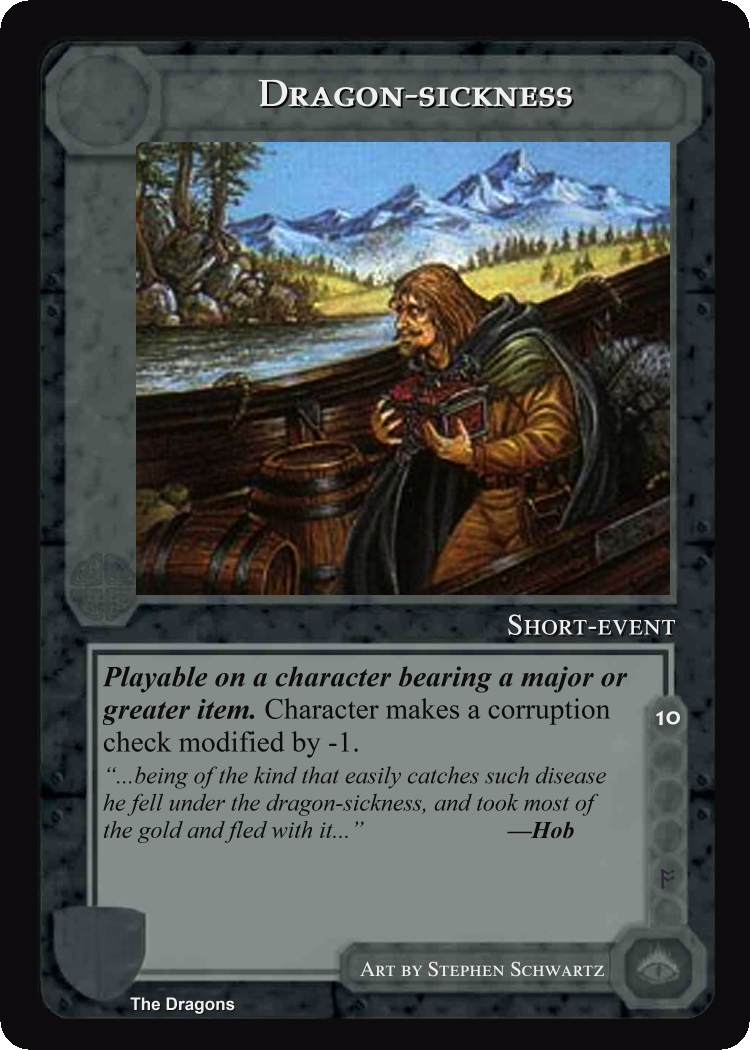 DRAGON-SICKNESS
SHORT-EVENT
Playable on a character bearing a major or
greater item. Character makes a corruption
check modified by -1.
10
“...being of the kind that easily catches such disease
he fell under the dragon-sickness, and took most of
the gold and fled with it...” —Hob
ᚩ
ART BY STEPHEN SCHWARTZ
The Dragons